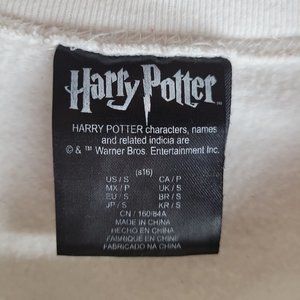 Harry Potter
HARRY POTTER characters, names
and related indicia are
© & ™ Warner Bros. Entertainment Inc.
(s16)
US / S CA / P
MX / P UK / S
EU / S BR / S
JP / S KR / S
CN / 160/84A
MADE IN CHINA
HECHO EN CHINA
FABRIQUE EN CHINE
FABRICADO NA CHINA